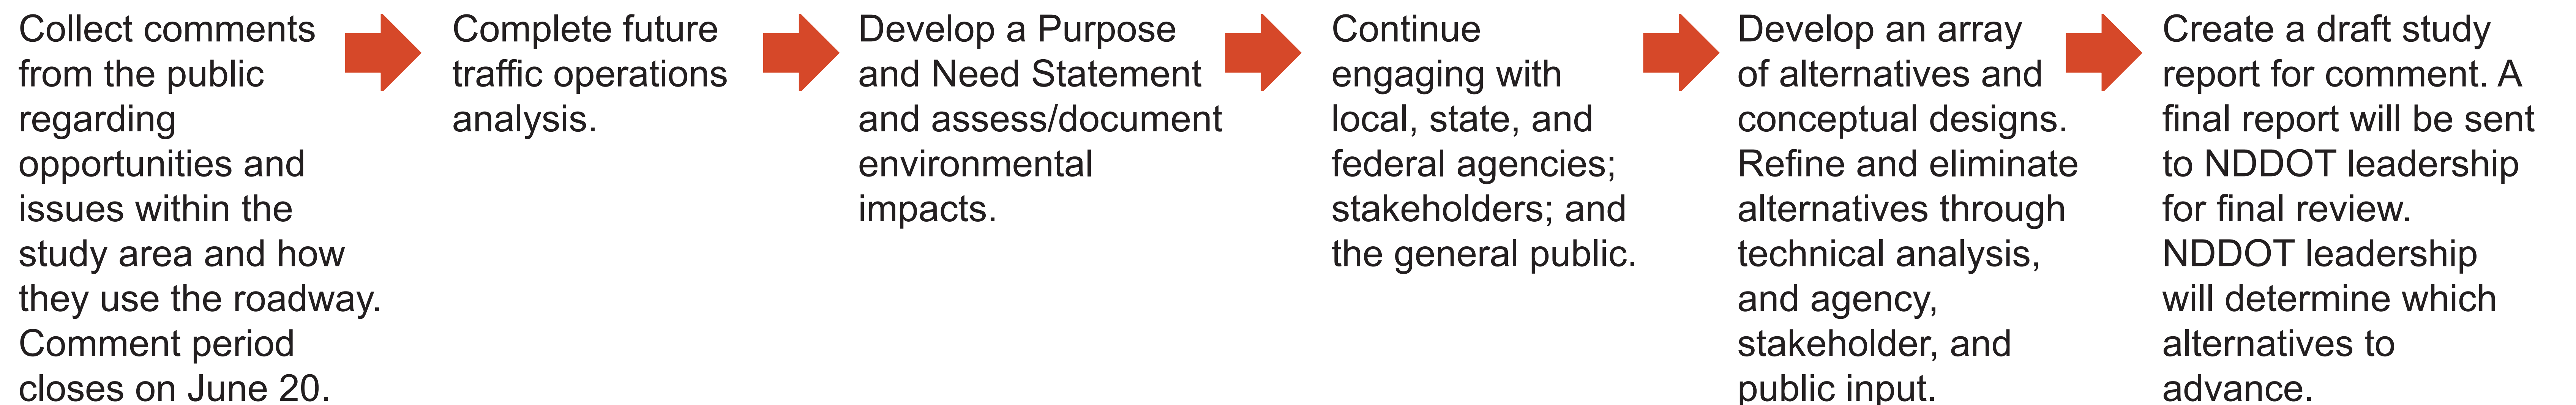 Collect comments
from the public
regarding
opportunities and
issues within the
study area and how
they use the roadway.
Comment period
closes on June 20.
Complete future
traffic operations
analysis.
Develop a Purpose
and Need Statement
and assess/document
environmental
impacts.
Continue
engaging with
local, state, and
federal agencies;
stakeholders; and
the general public.
Develop an array
of alternatives and
conceptual designs.
Refine and eliminate
alternatives through
technical analysis,
and agency,
stakeholder, and
public input.
Create a draft study
report for comment. A
final report will be sent
to NDDOT leadership
for final review.
NDDOT leadership
will determine which
alternatives to
advance.